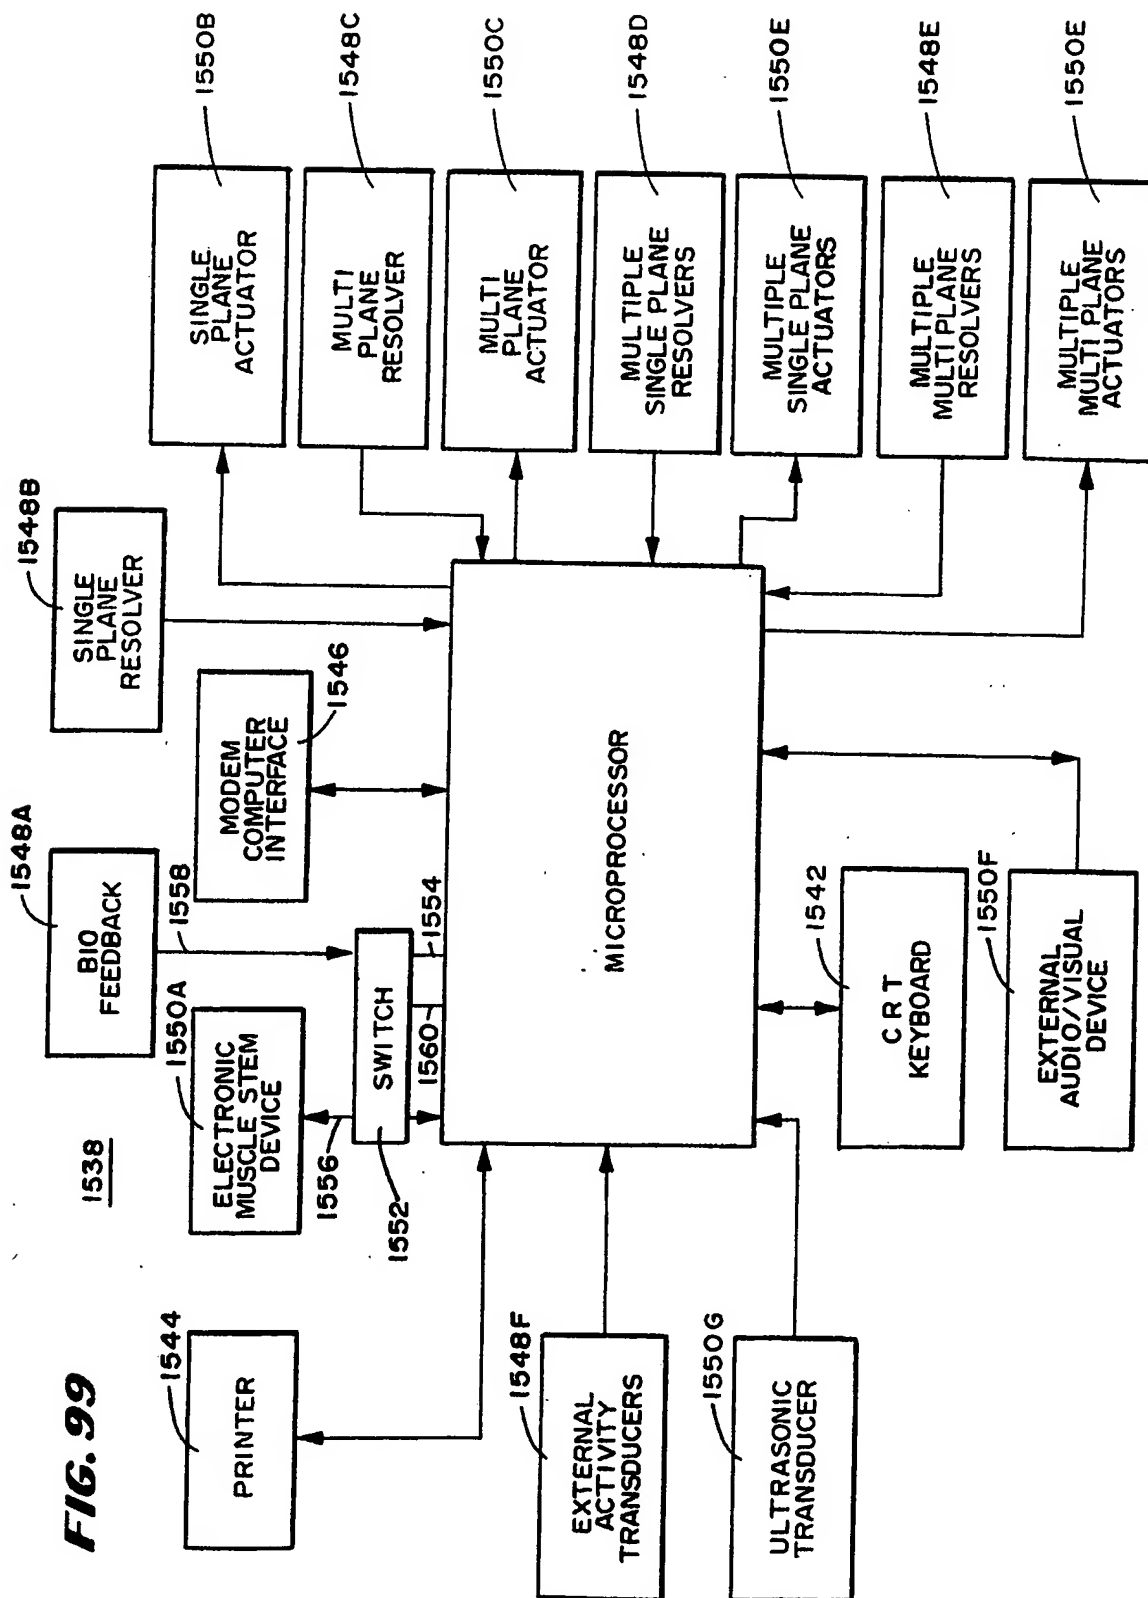 FIG. 99
1538
1544
PRINTER
1550A
ELECTRONIC
MUSCLE STEM
DEVICE
1556
1548A
BIO
FEEDBACK
1558
1552
SWITCH
1560
1554
1546
MODEM
COMPUTER
INTERFACE
1548B
SINGLE
PLANE
RESOLVER
1550B
SINGLE
PLANE
ACTUATOR
1548C
MULTI
PLANE
RESOLVER
1550C
MULTI
PLANE
ACTUATOR
1548D
MULTIPLE
SINGLE PLANE
RESOLVERS
1550E
MULTIPLE
SINGLE PLANE
ACTUATORS
1548E
MULTIPLE
MULTI PLANE
RESOLVERS
1550E
MULTIPLE
MULTI PLANE
ACTUATORS
MICROPROCESSOR
1548F
EXTERNAL
ACTIVITY
TRANSDUCERS
1550G
ULTRASONIC
TRANSDUCER
1542
CRT
KEYBOARD
1550F
EXTERNAL
AUDIO/VISUAL
DEVICE